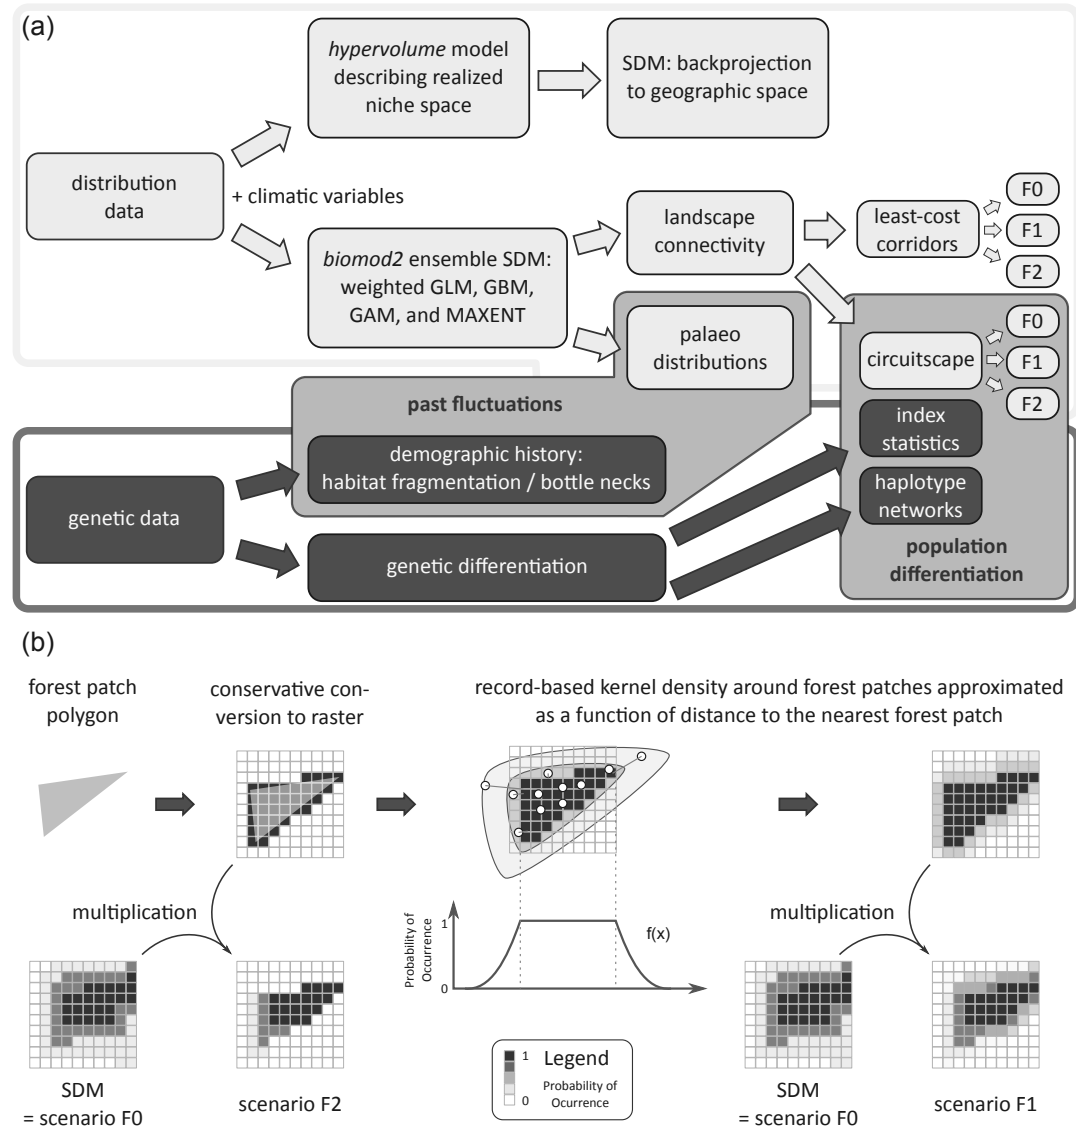 (a)
hypervolume model
describing realized
niche space
SDM: backprojection
to geographic space
distribution
data
+ climatic variables
biomod2 ensemble SDM:
weighted GLM, GBM,
GAM, and MAXENT
landscape
connectivity
least-cost
corridors
F0
F1
F2
palaeo
distributions
circuitscape
F0
F1
F2
past fluctuations
index
statistics
demographic history:
habitat fragmentation / bottle necks
haplotype
networks
genetic data
genetic differentiation
population
differentiation
(b)
forest patch
polygon
conservative con-
version to raster
record-based kernel density around forest patches approximated
as a function of distance to the nearest forest patch
multiplication
Probability of
Occurrence
1
0
f(x)
multiplication
SDM
= scenario F0
scenario F2
Legend
1
0
Probability of
Ocurrence
SDM
= scenario F0
scenario F1